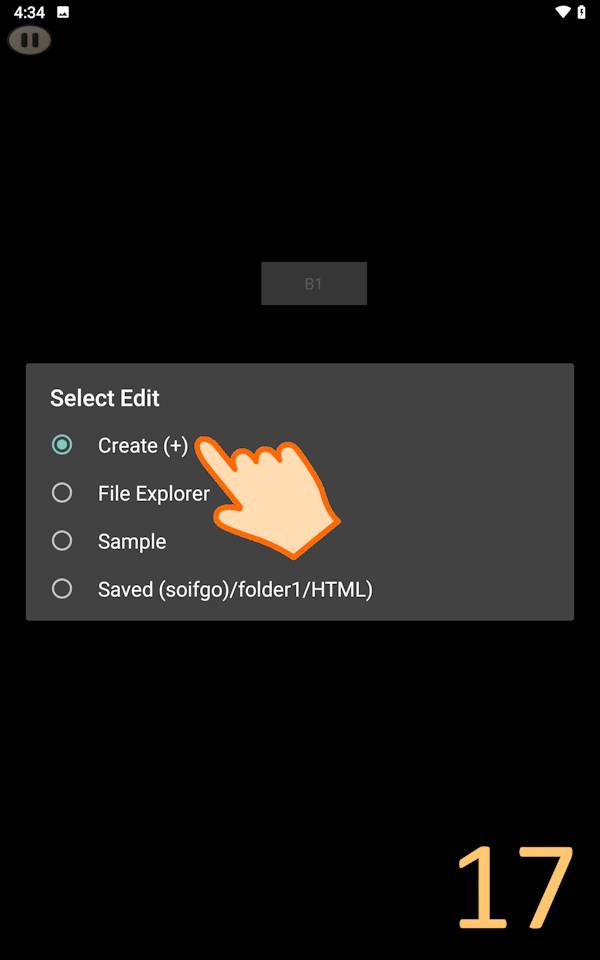 4:34
B1
Select Edit
Create (+)
File Explorer
Sample
Saved (soifgo)/folder1/HTML)
17